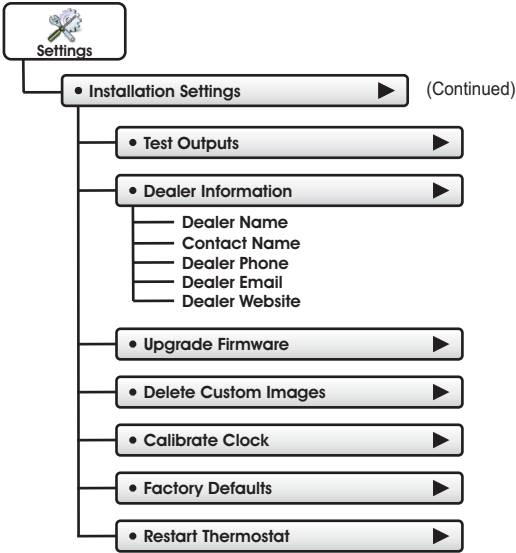 Settings
• Installation Settings
(Continued)
• Test Outputs
• Dealer Information
Dealer Name
Contact Name
Dealer Phone
Dealer Email
Dealer Website
• Upgrade Firmware
• Delete Custom Images
• Calibrate Clock
• Factory Defaults
• Restart Thermostat